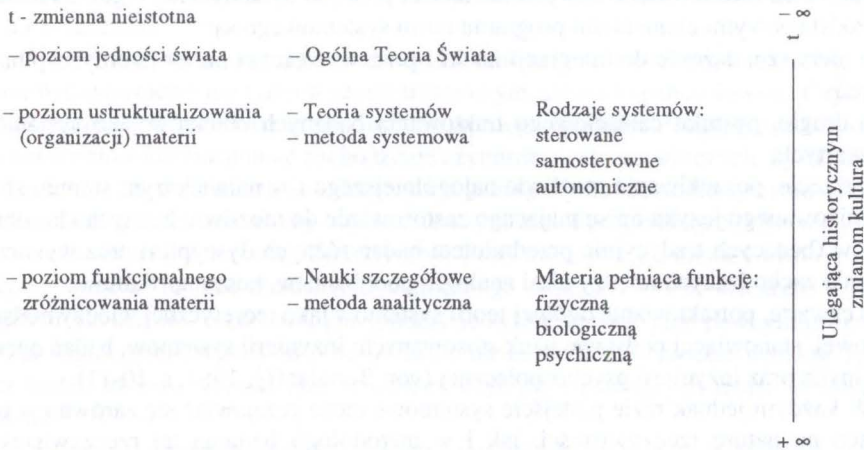 t - zmienna nieistotna
– poziom jedności świata
– Ogólna Teoria Świata
– poziom ustrukturalizowania
(organizacji) materii
– Teoria systemów
– metoda systemowa
Rodzaje systemów:
sterowane
samosterowne
autonomiczne
– poziom funkcjonalnego
zróżnicowania materii
– Nauki szczegółowe
– metoda analityczna
Materia pełniąca funkcję:
fizyczną
biologiczną
psychiczną
t -∞
Ulegająca historycznym
zmianom kultura
+ ∞